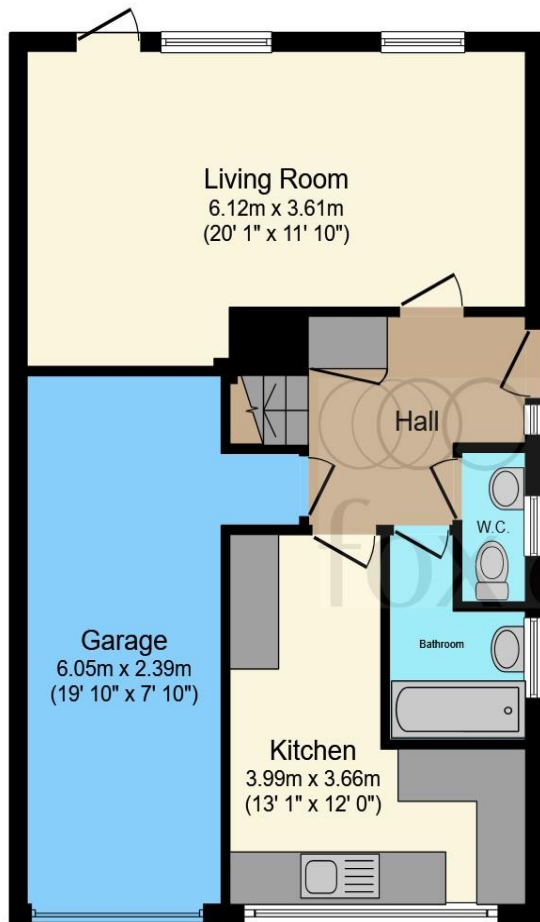 Living Room
6.12m x 3.61m
(20' 1" x 11' 10")
Hall
W.C.
fox
Garage
6.05m x 2.39m
(19' 10" x 7' 10")
Bathroom
Kitchen
3.99m x 3.66m
(13' 1" x 12' 0")